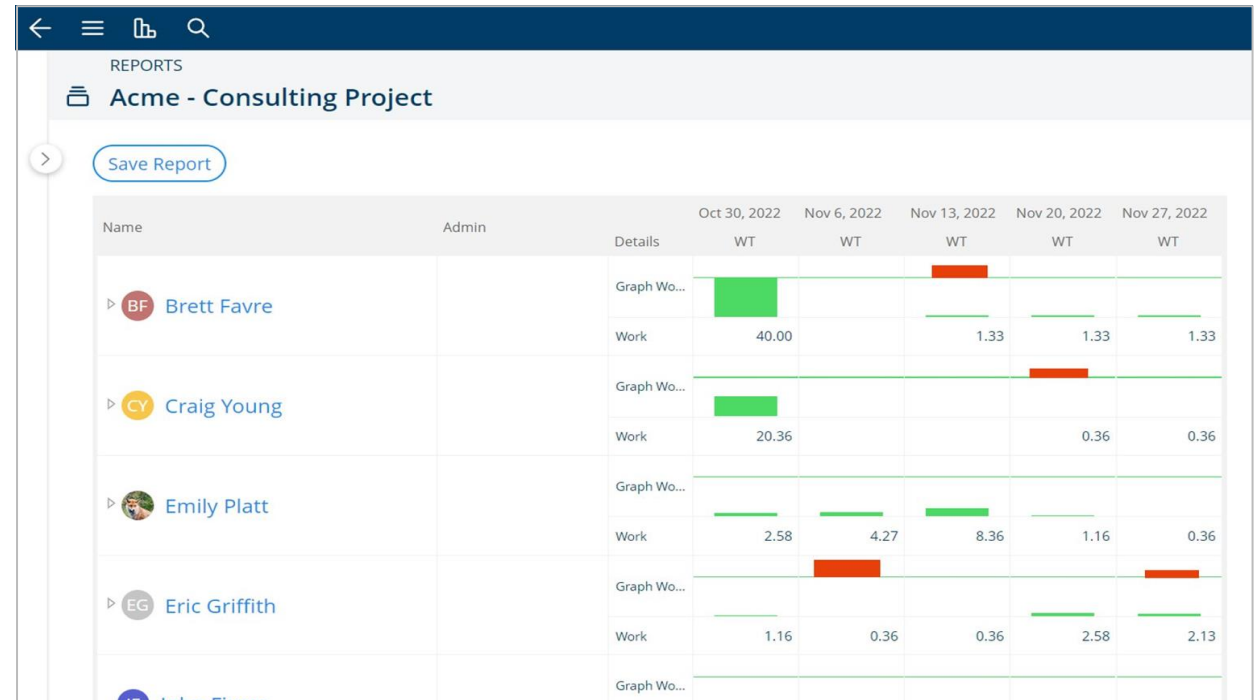 REPORTS
Acme - Consulting Project
Save Report
Name Admin Details Oct 30, 2022 Nov 6, 2022 Nov 13, 2022 Nov 20, 2022 Nov 27, 2022
WT WT WT WT WT
Graph Wo...
BF Brett Favre
Work 40.00 1.33 1.33 1.33
Graph Wo...
CY Craig Young
Work 20.36 0.36 0.36
Graph Wo...
Emily Platt
Work 2.58 4.27 8.36 1.16 0.36
Graph Wo...
EG Eric Griffith
Work 1.16 0.36 0.36 2.58 2.13
Graph Wo...